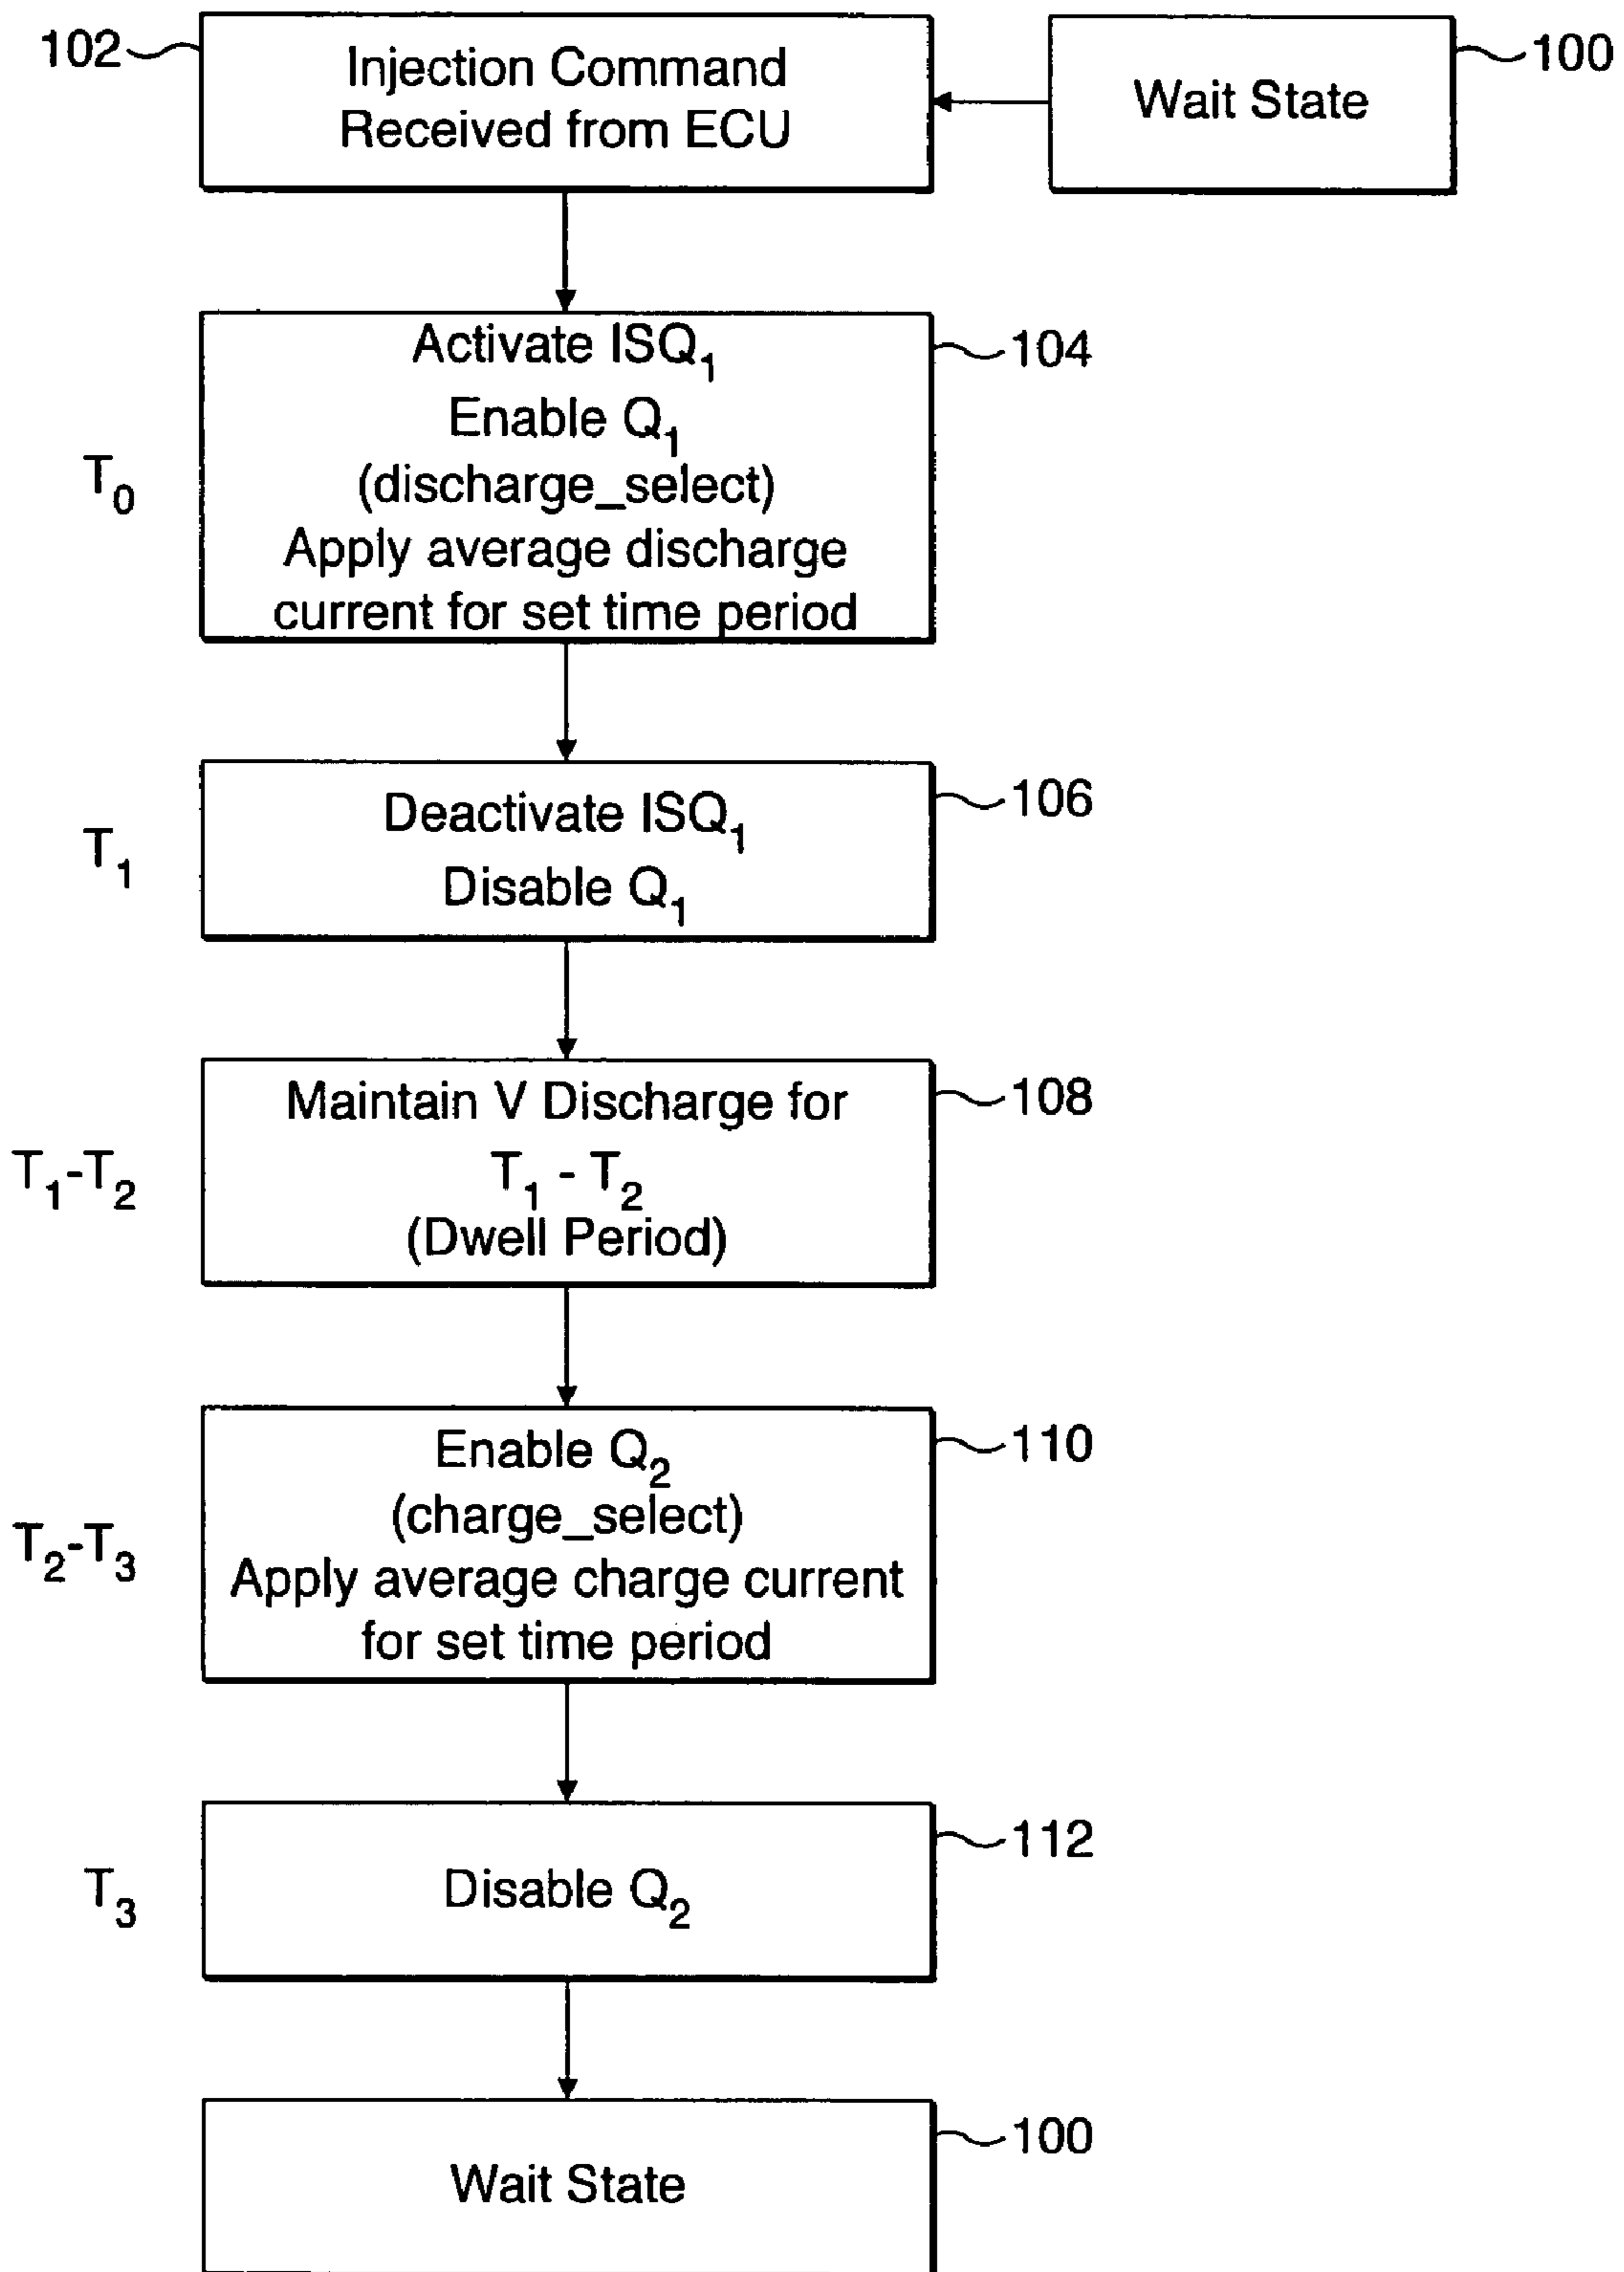 102
Injection Command
Received from ECU
Wait State
100
T₀
Activate ISQ₁
Enable Q₁
(discharge_select)
Apply average discharge
current for set time period
104
T₁
Deactivate ISQ₁
Disable Q₁
106
T₁-T₂
Maintain V Discharge for
T₁ - T₂
(Dwell Period)
108
T₂-T₃
Enable Q₂
(charge_select)
Apply average charge current
for set time period
110
T₃
Disable Q₂
112
Wait State
100